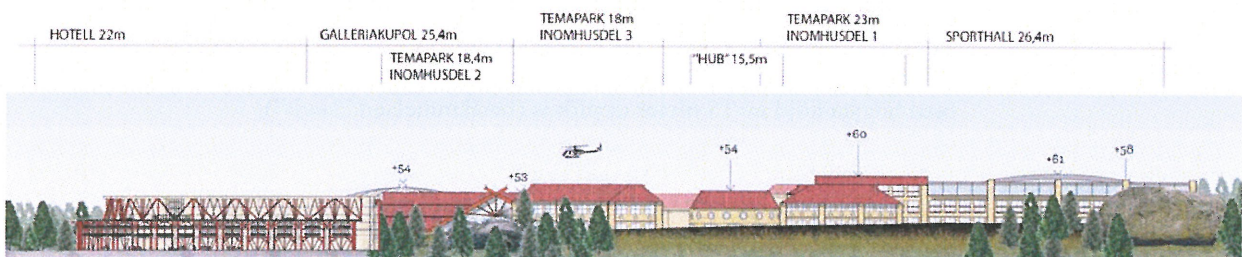 HOTELL 22m
GALLERIAKUPOL 25,4m
TEMAPARK 18,4m
INOMHUSDEL 2
TEMAPARK 18m
INOMHUSDEL 3
"HUB" 15,5m
TEMAPARK 23m
INOMHUSDEL 1
SPORTHALL 26,4m
+54
+53
+54
+60
+61
+58